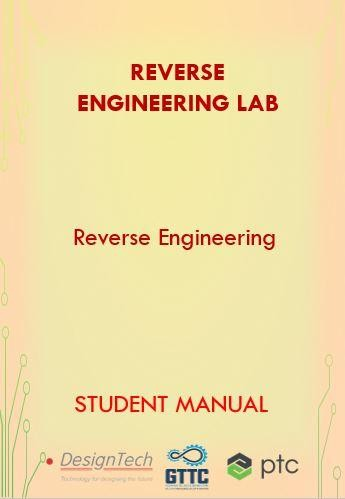 REVERSE
ENGINEERING LAB
Reverse Engineering
STUDENT MANUAL
DesignTech
Technology for designing the future
GTTC
ptc